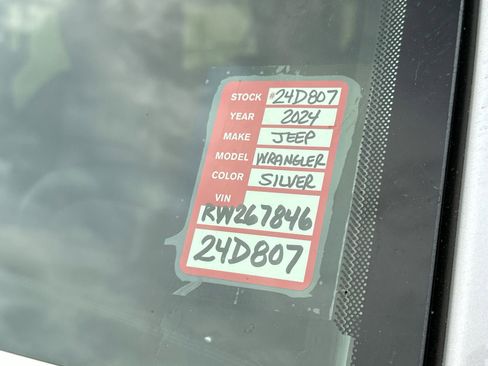 STOCK #24D807
YEAR 2024
MAKE JEEP
MODEL WRANGLER
COLOR SILVER
VIN
RW267846
24D807